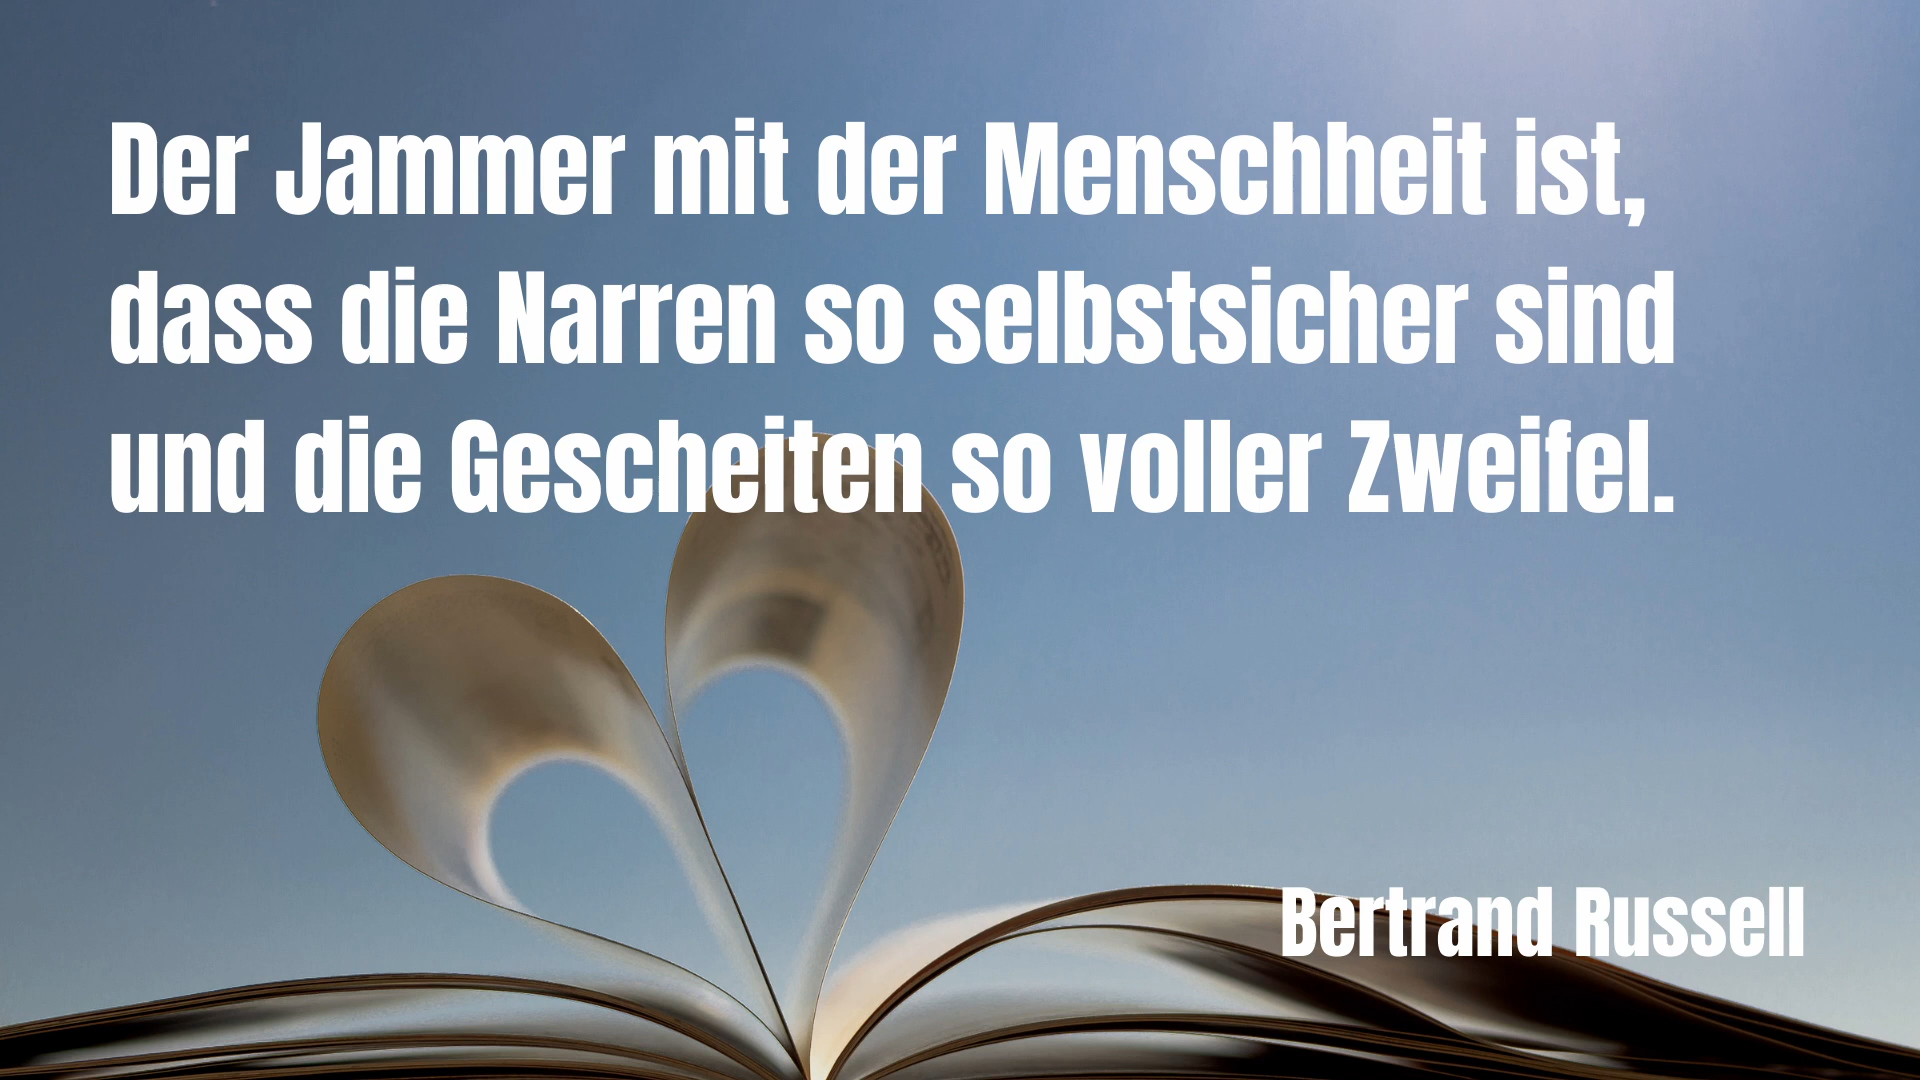 Der Jammer mit der Menschheit ist,
dass die Narren so selbstsicher sind
und die Gescheiten so voller Zweifel.
Bertrand Russell